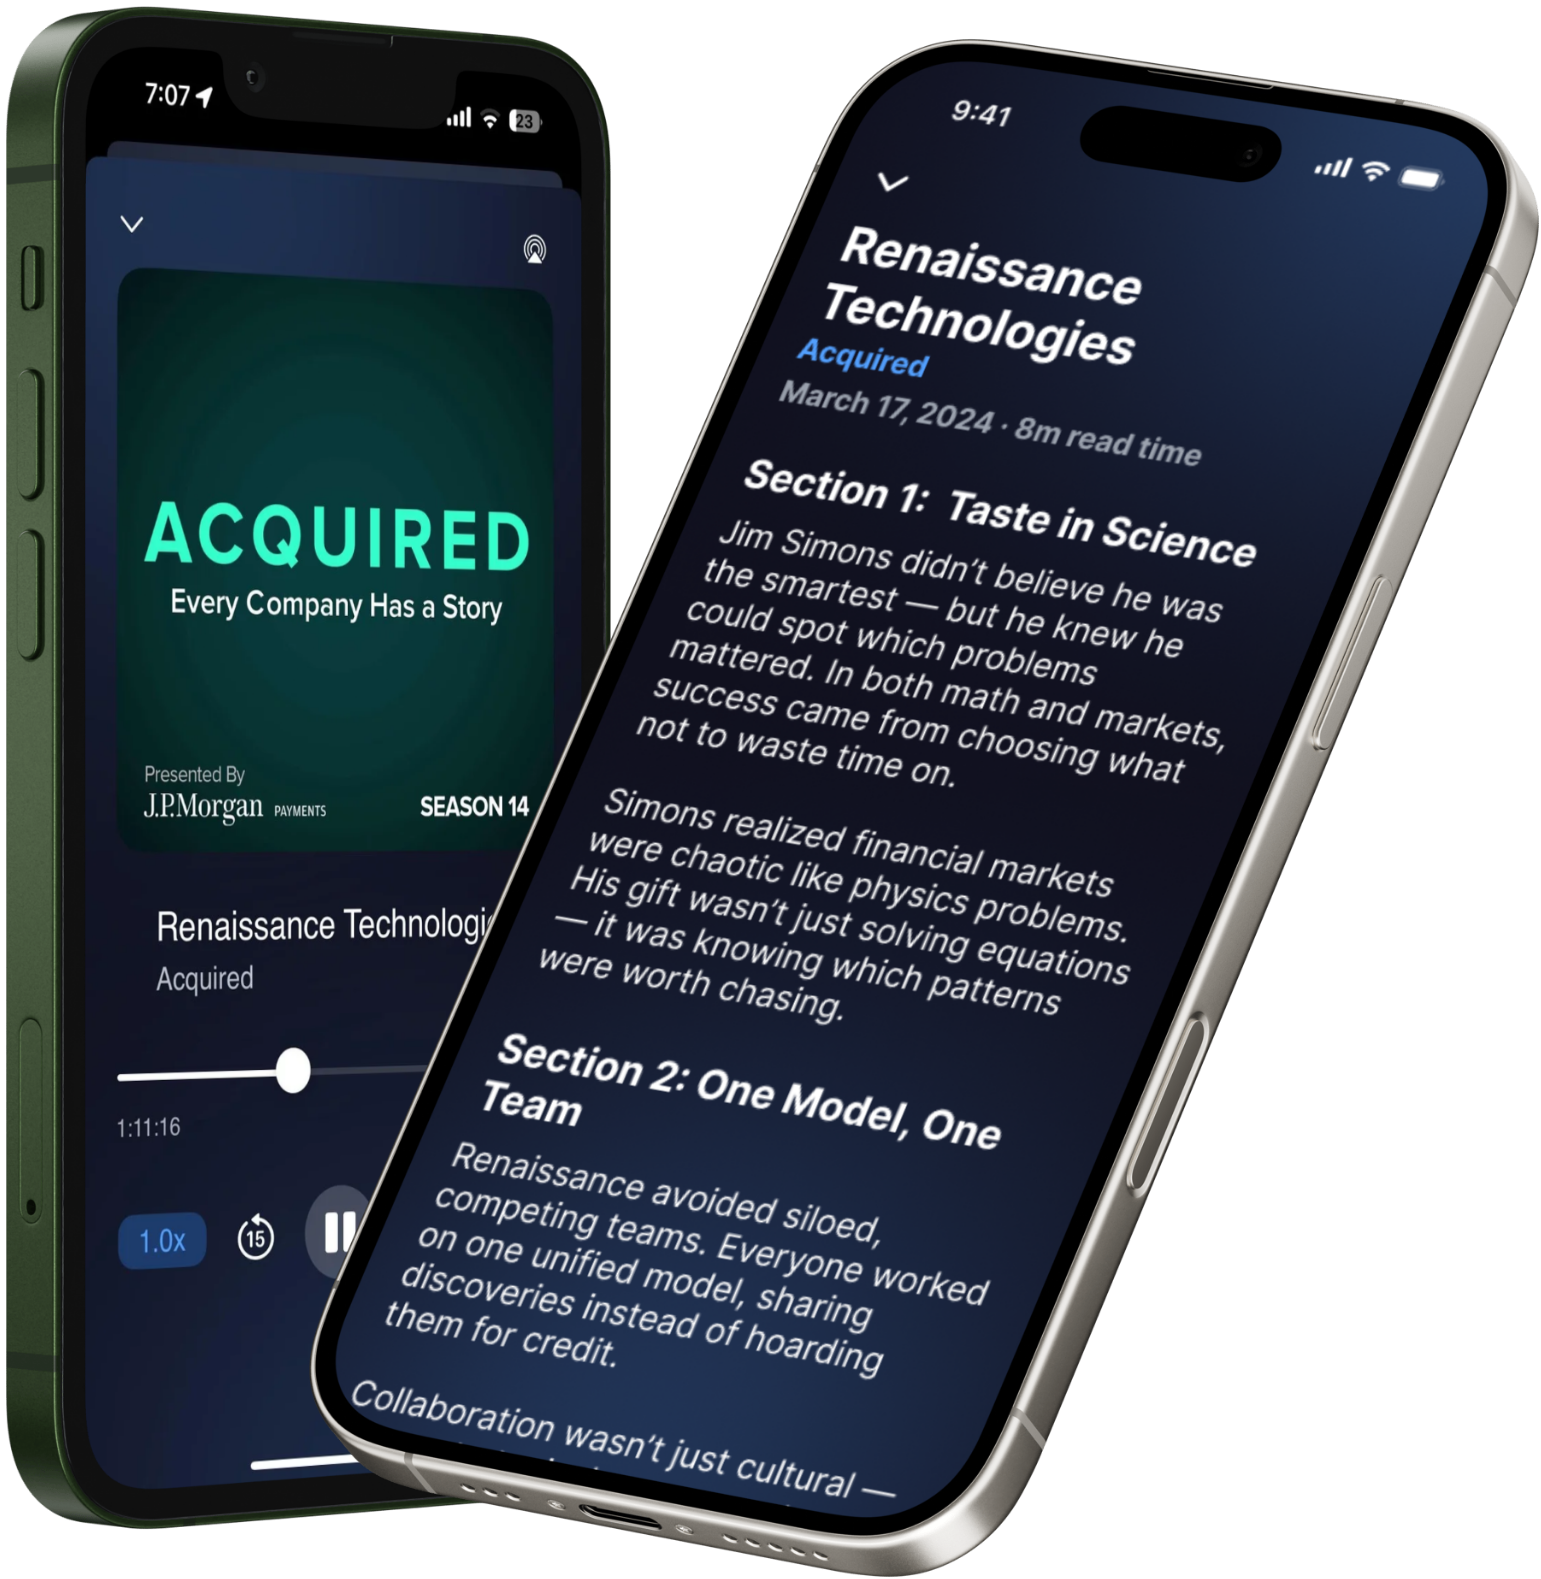 7:07
23
ACQUIRED
Every Company Has a Story
Presented By
J.P.Morgan PAYMENTS
SEASON 14
Renaissance
Acquired
1:11:16
1.0x
15
9:41
Renaissance
Technologies
Acquired
March 17, 2024 · 8m read time
Section 1: Taste in Science
Jim Simons didn't believe he was
the smartest — but he knew he
could spot which problems
mattered. In both math and markets,
success came from choosing what
not to waste time on.
Simons realized financial markets
were chaotic like physics problems.
His gift wasn't just solving equations
— it was knowing which patterns
were worth chasing.
Section 2: One Model, One
Team
Renaissance avoided siloed,
competing teams. Everyone worked
on one unified model, sharing
discoveries instead of hoarding
them for credit.
Collaboration wasn't just cultural —